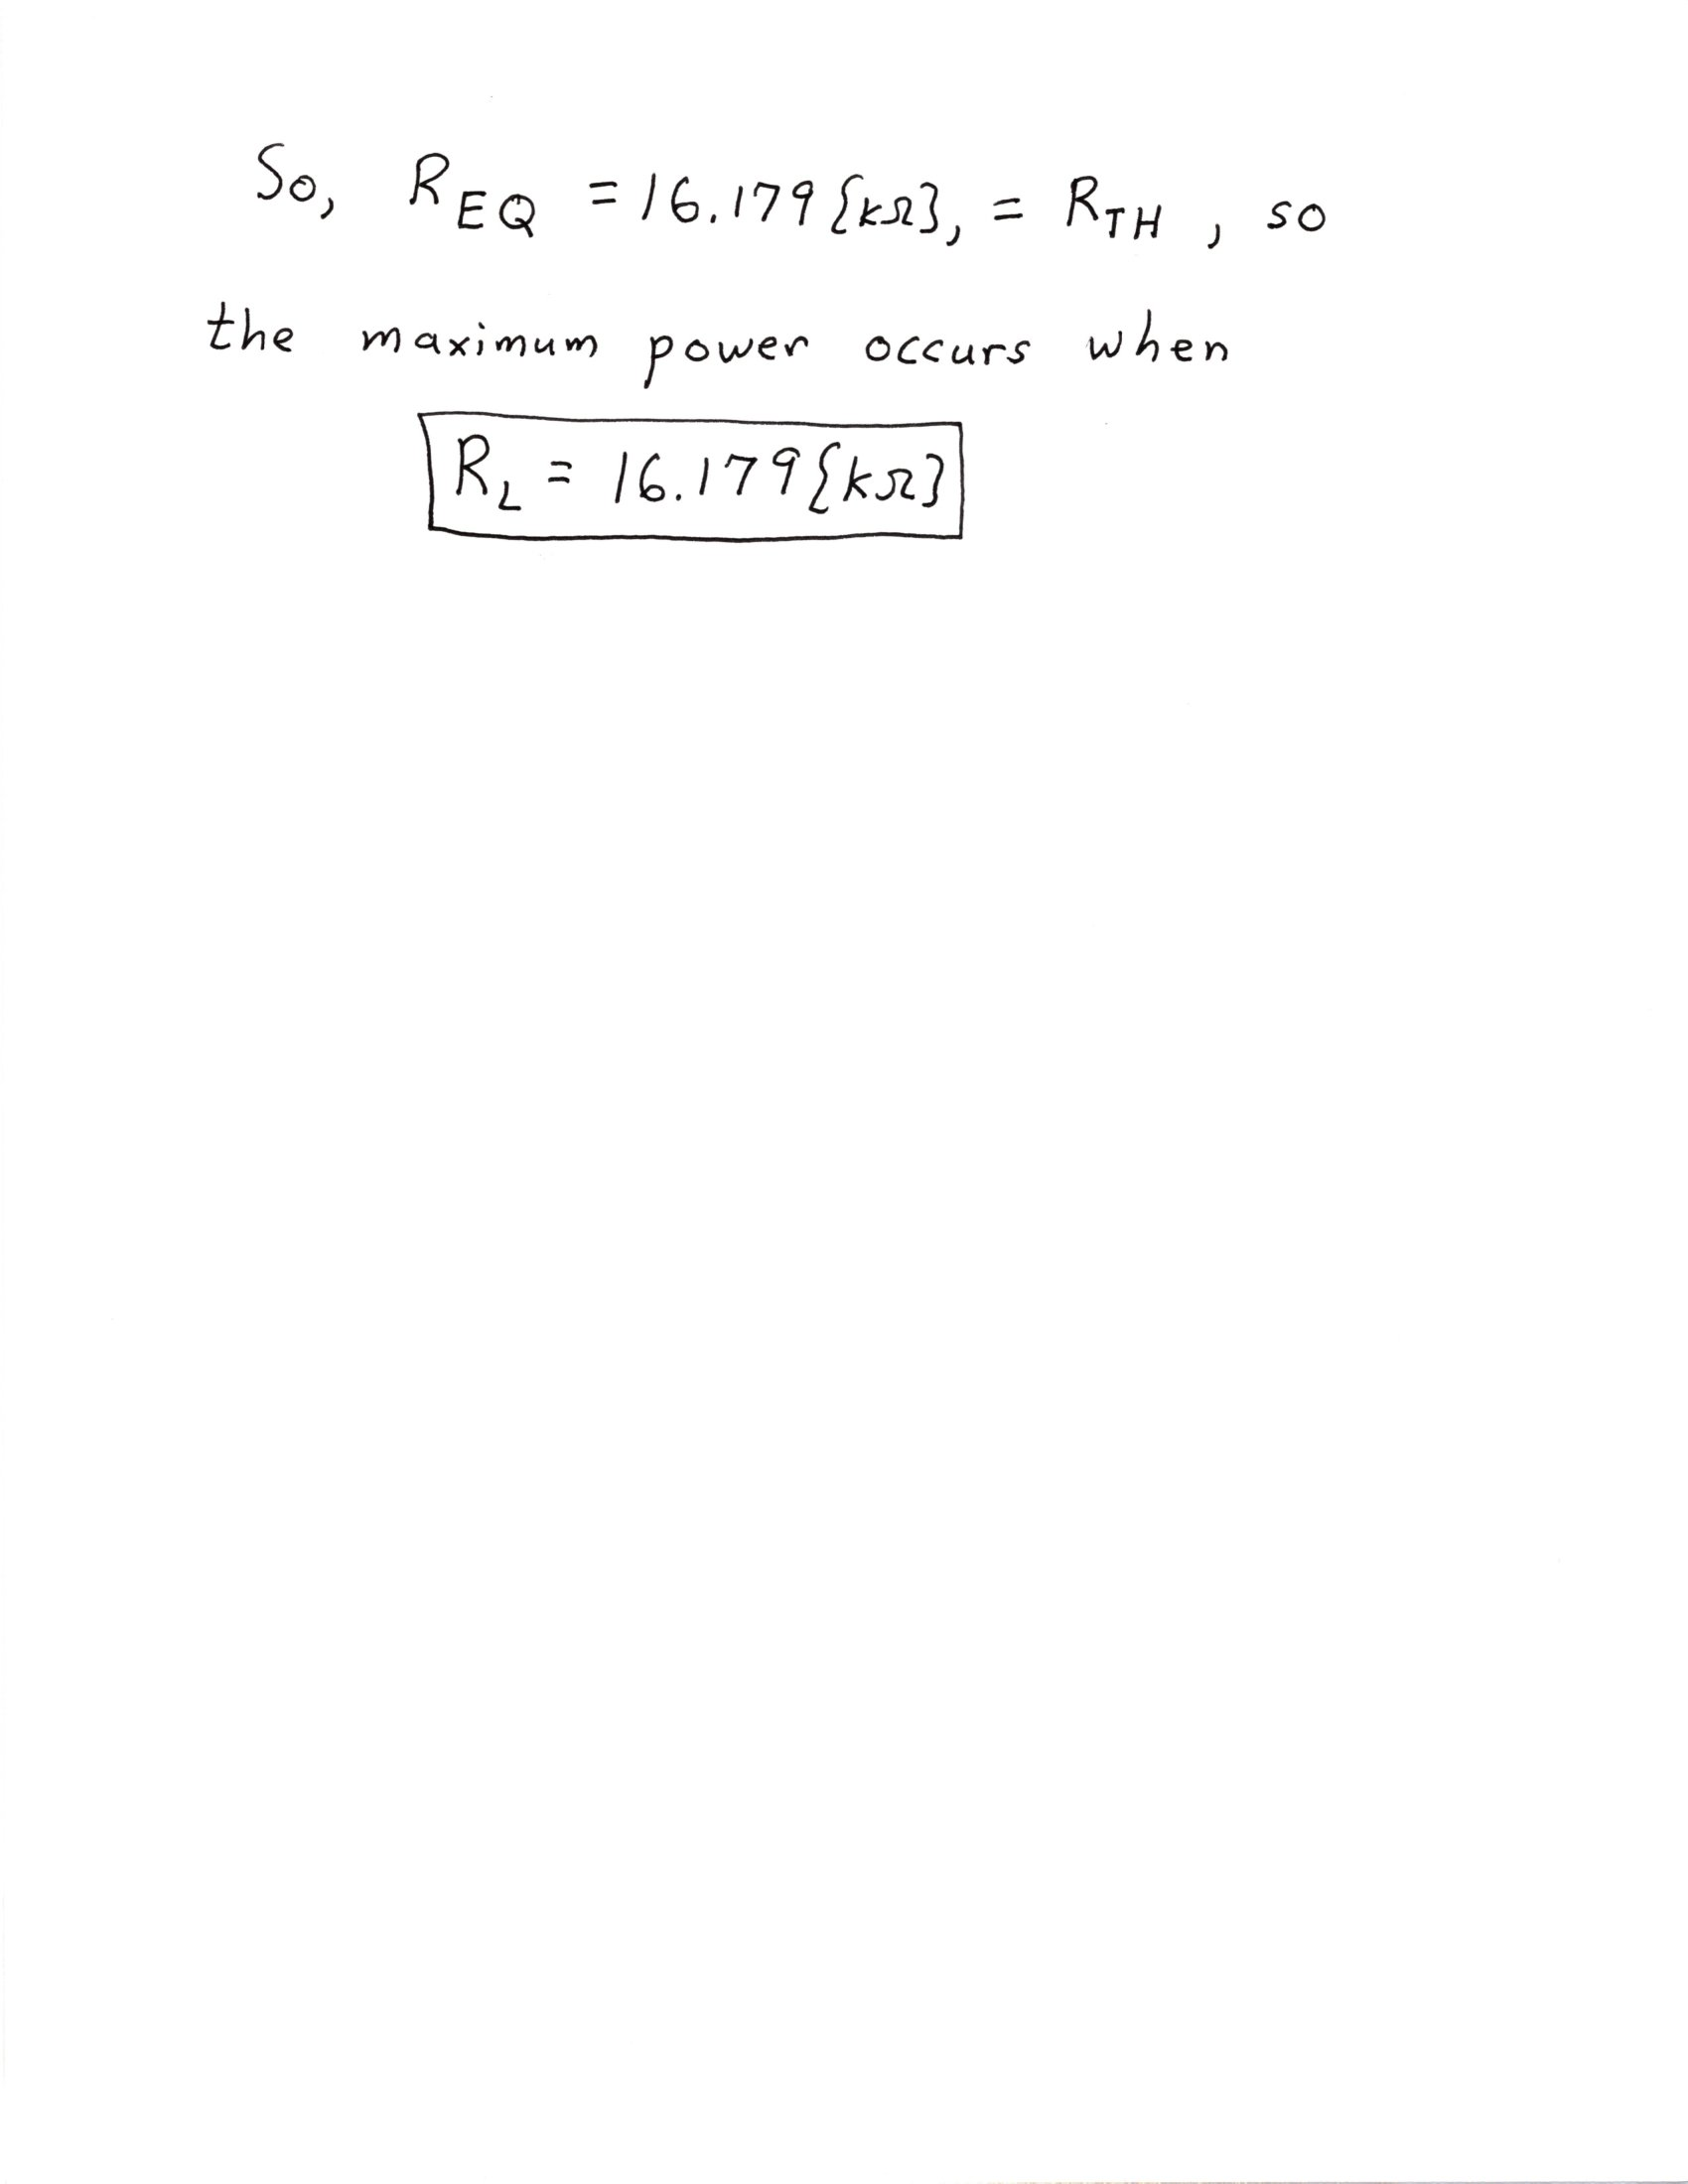 So, R_EQ = 16.179 [kΩ], = R_TH, so
the maximum power occurs when
R_L = 16.179 [kΩ]